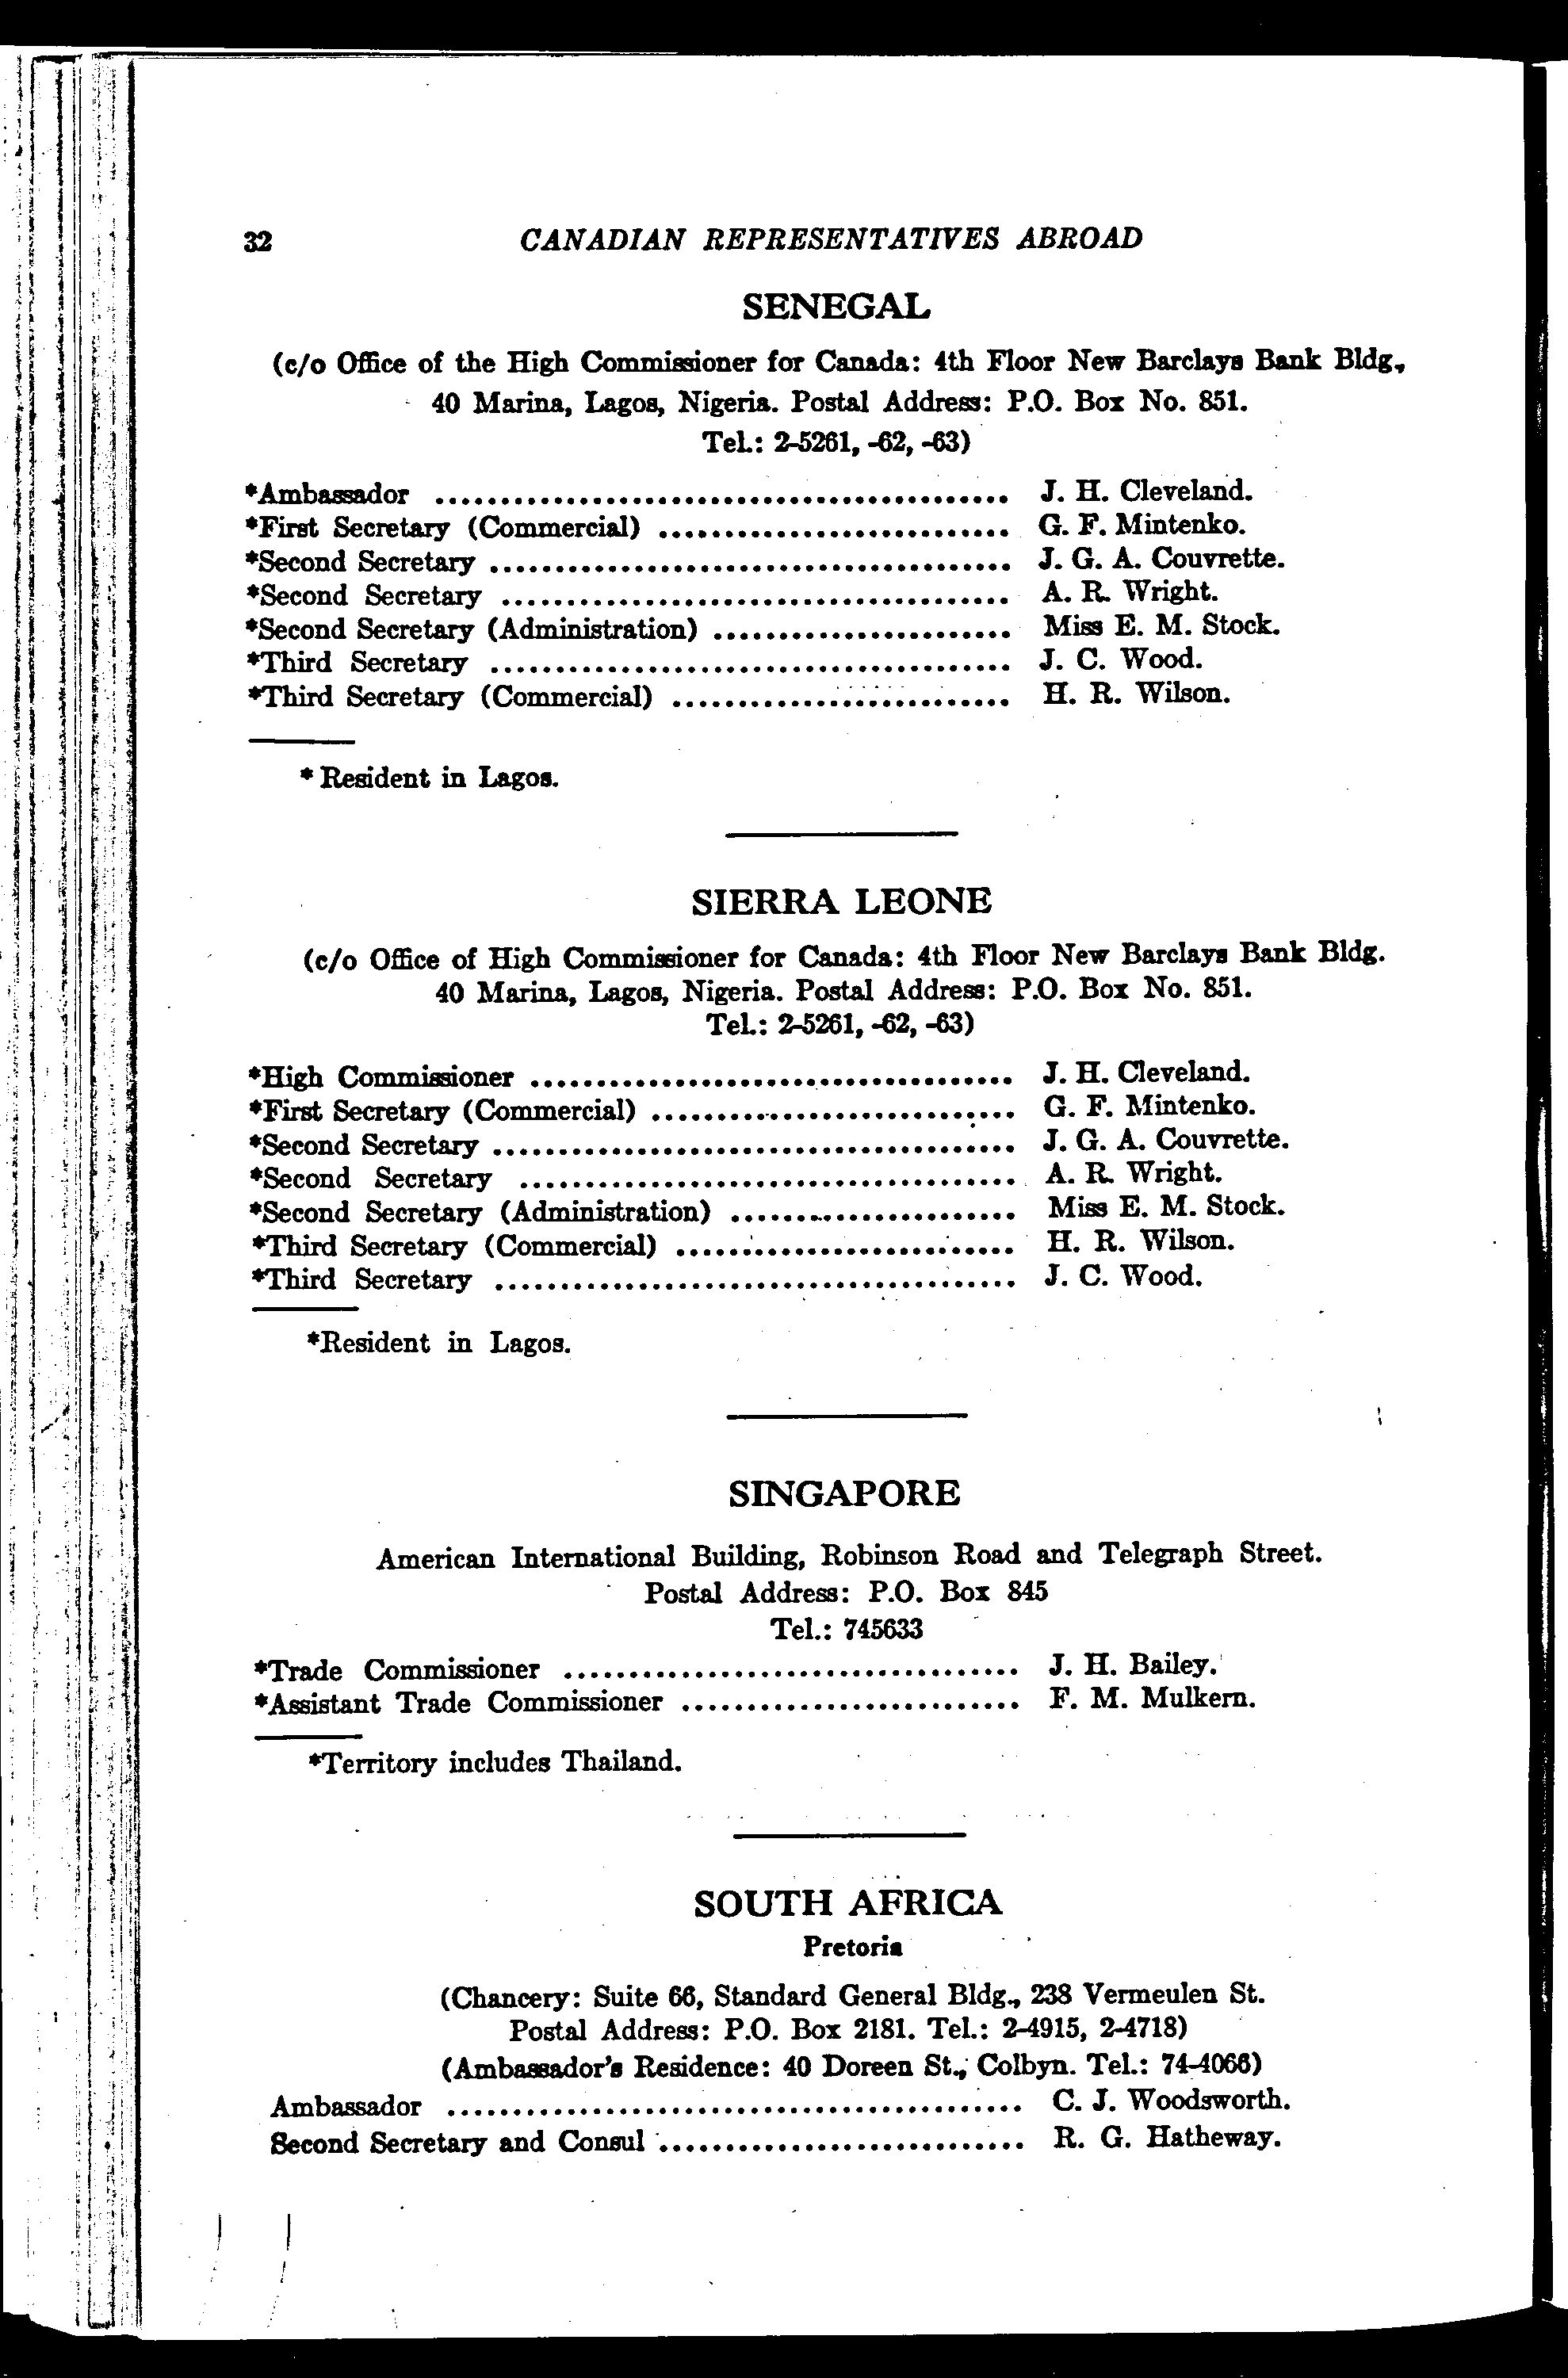 32 CANADIAN REPRESENTATIVES ABROAD
SENEGAL
(c/o Office of the High Commissioner for Canada: 4th Floor New Barclays Bank Bldg.,
40 Marina, Lagos, Nigeria. Postal Address: P.O. Box No. 851.
Tel.: 2-5261, -62, -63)
*Ambassador ............................................ J. H. Cleveland.
*First Secretary (Commercial) ........................... G. F. Mintenko.
*Second Secretary ........................................ J. G. A. Couvrette.
*Second Secretary ....................................... A. R. Wright.
*Second Secretary (Administration) ....................... Miss E. M. Stock.
*Third Secretary ........................................ J. C. Wood.
*Third Secretary (Commercial) .......................... H. R. Wilson.
* Resident in Lagos.
SIERRA LEONE
(c/o Office of High Commissioner for Canada: 4th Floor New Barclays Bank Bldg.
40 Marina, Lagos, Nigeria. Postal Address: P.O. Box No. 851.
Tel.: 2-5261, -62, -63)
*High Commissioner ..................................... J. H. Cleveland.
*First Secretary (Commercial) ............................ G. F. Mintenko.
*Second Secretary ........................................ J. G. A. Couvrette.
*Second Secretary ...................................... A. R. Wright.
*Second Secretary (Administration) ...................... Miss E. M. Stock.
*Third Secretary (Commercial) .......................... H. R. Wilson.
*Third Secretary ........................................ J. C. Wood.
*Resident in Lagos.
SINGAPORE
American International Building, Robinson Road and Telegraph Street.
Postal Address: P.O. Box 845
Tel.: 745633
*Trade Commissioner ................................... J. H. Bailey.
*Assistant Trade Commissioner .......................... F. M. Mulkern.
*Territory includes Thailand.
SOUTH AFRICA
Pretoria
(Chancery: Suite 66, Standard General Bldg., 238 Vermeulen St.
Postal Address: P.O. Box 2181. Tel.: 2-4915, 2-4718)
(Ambassador's Residence: 40 Doreen St., Colbyn. Tel.: 74-4066)
Ambassador ............................................ C. J. Woodsworth.
Second Secretary and Consul ............................ R. G. Hatheway.